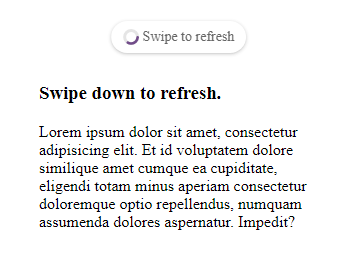 Swipe to refresh
Swipe down to refresh.
Lorem ipsum dolor sit amet, consectetur
adipisicing elit. Et id voluptatem dolore
similique amet cumque ea cupiditate,
eligendi totam minus aperiam consectetur
doloremque optio repellendus, numquam
assumenda dolores aspernatur. Impedit?